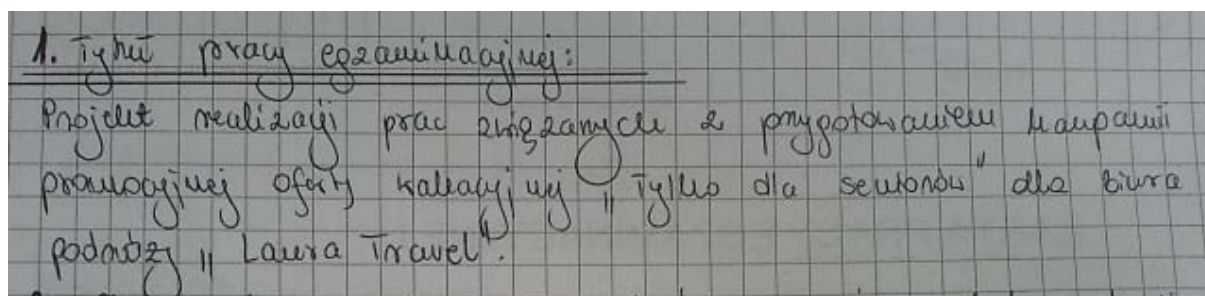 1. Tytuł pracy egzaminacyjnej:
Projekt realizacji prac związanych z przygotowaniem kampanii
promocyjnej oferty wakacyjnej „Tylko dla seniorów" dla biura
podróży „Laura Travel".